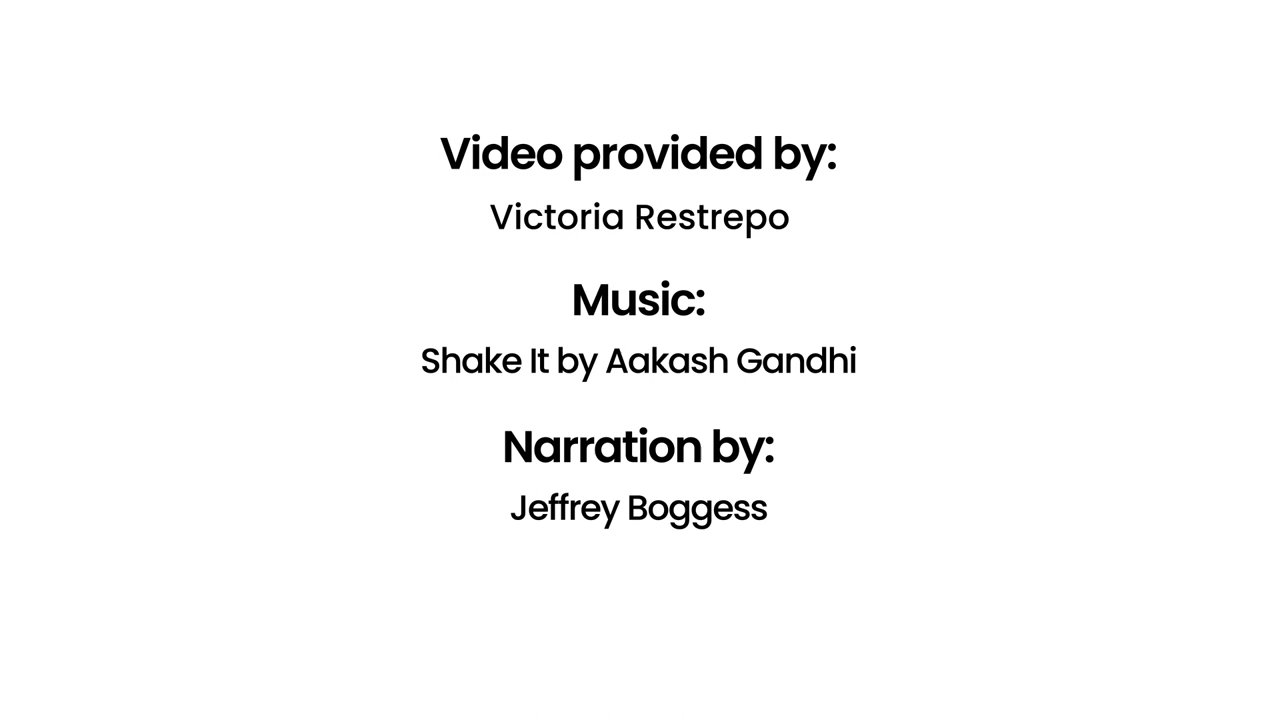 Video provided by:
Victoria Restrepo
Music:
Shake It by Aakash Gandhi
Narration by:
Jeffrey Boggess